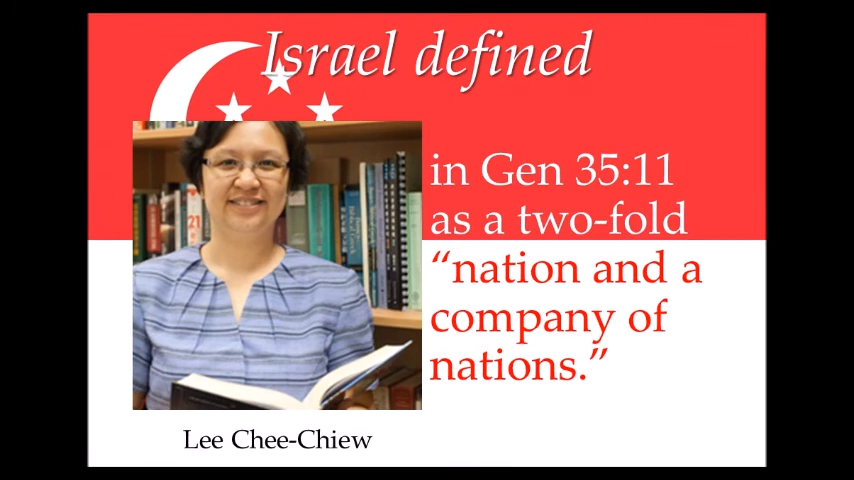 Israel defined
in Gen 35:11
as a two-fold
“nation and a
company of
nations.”
Lee Chee-Chiew